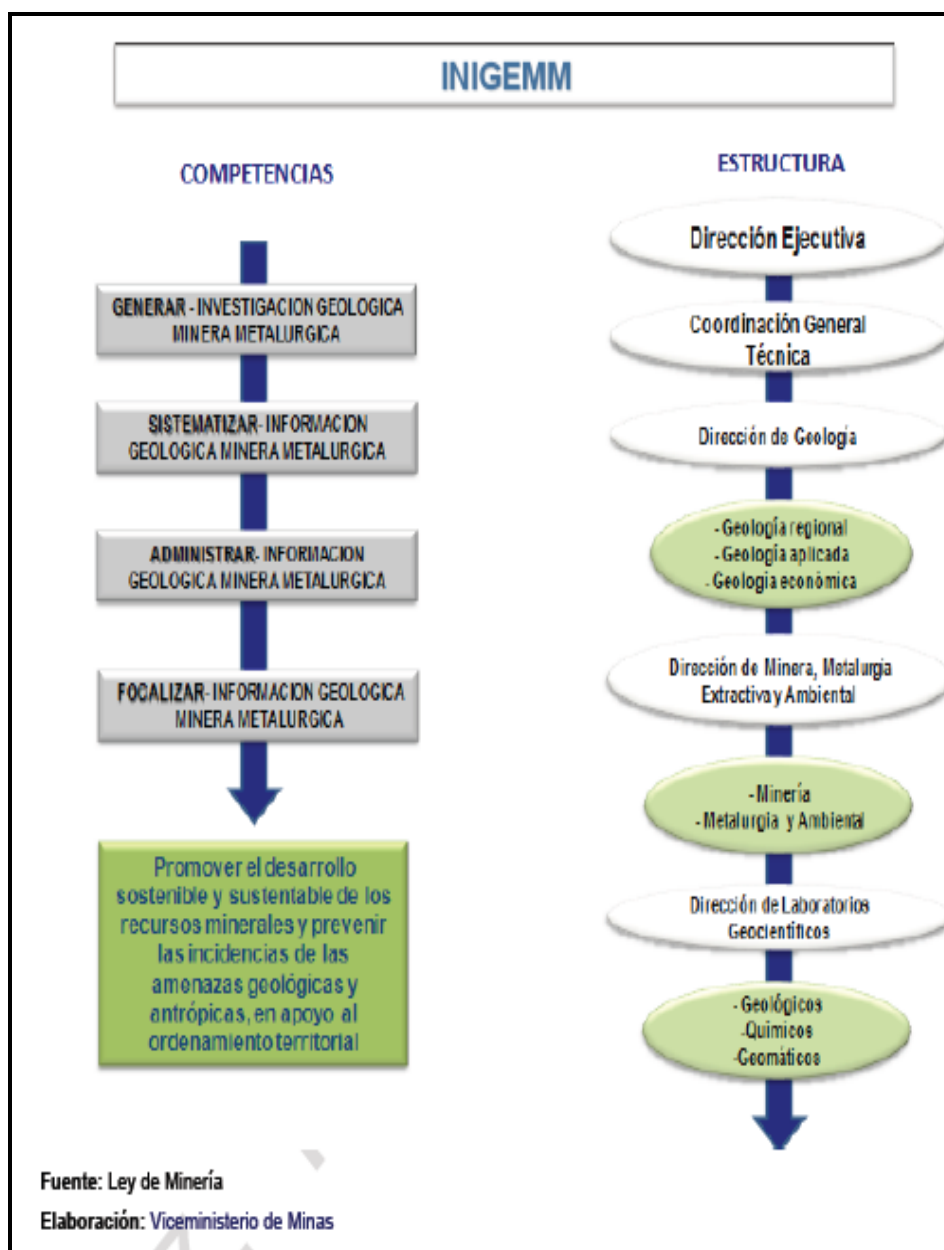 INIGEMM
COMPETENCIAS
GENERAR - INVESTIGACION GEOLOGICA
MINERA METALURGICA
SISTEMATIZAR- INFORMACION
GEOLOGICA MINERA METALURGICA
ADMINISTRAR- INFORMACION
GEOLOGICA MINERA METALURGICA
FOCALIZAR- INFORMACION GEOLOGICA
MINERA METALURGICA
Promover el desarrollo
sostenible y sustentable de los
recursos minerales y prevenir
las incidencias de las
amenazas geológicas y
antrópicas, en apoyo al
ordenamiento territorial
ESTRUCTURA
Dirección Ejecutiva
Coordinación General
Técnica
Dirección de Geología
- Geología regional
- Geología aplicada
- Geología económica
Dirección de Minera, Metalurgia
Extractiva y Ambiental
- Minería
- Metalurgia y Ambiental
Dirección de Laboratorios
Geocientíficos
- Geológicos
-Químicos
-Geomáticos
Fuente: Ley de Minería
Elaboración: Viceministerio de Minas